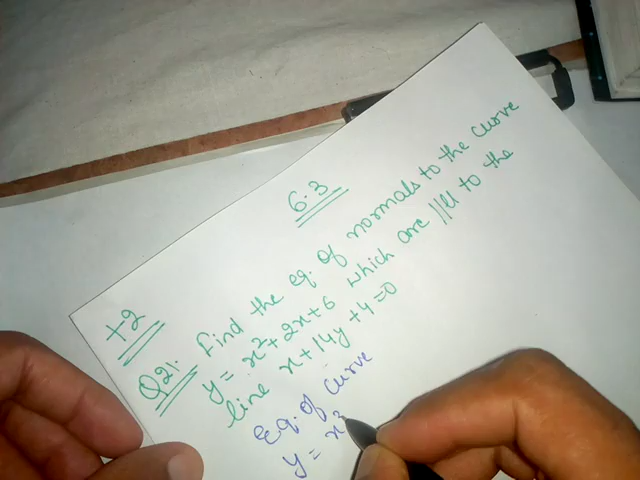 6.3
+2
Q21. Find the eq. of normals to the curve
y = x²+2x+6 which are ||el to the
line x+14y+4=0
Eq. of curve
y = x³